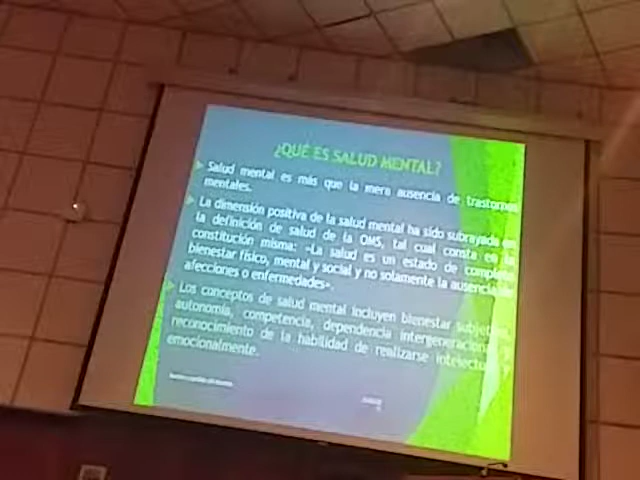 ¿QUÉ ES SALUD MENTAL?
Salud mental es más que la mera ausencia de trastornos
mentales.
La dimensión positiva de la salud mental ha sido subrayada en
la definición de salud de la OMS, tal cual consta en su
constitución misma: «La salud es un estado de completo
bienestar físico, mental y social y no solamente la ausencia de
afecciones o enfermedades».
Los conceptos de salud mental incluyen bienestar subjetivo,
autonomía, competencia, dependencia intergeneracional y
reconocimiento de la habilidad de realizarse intelectual y
emocionalmente.